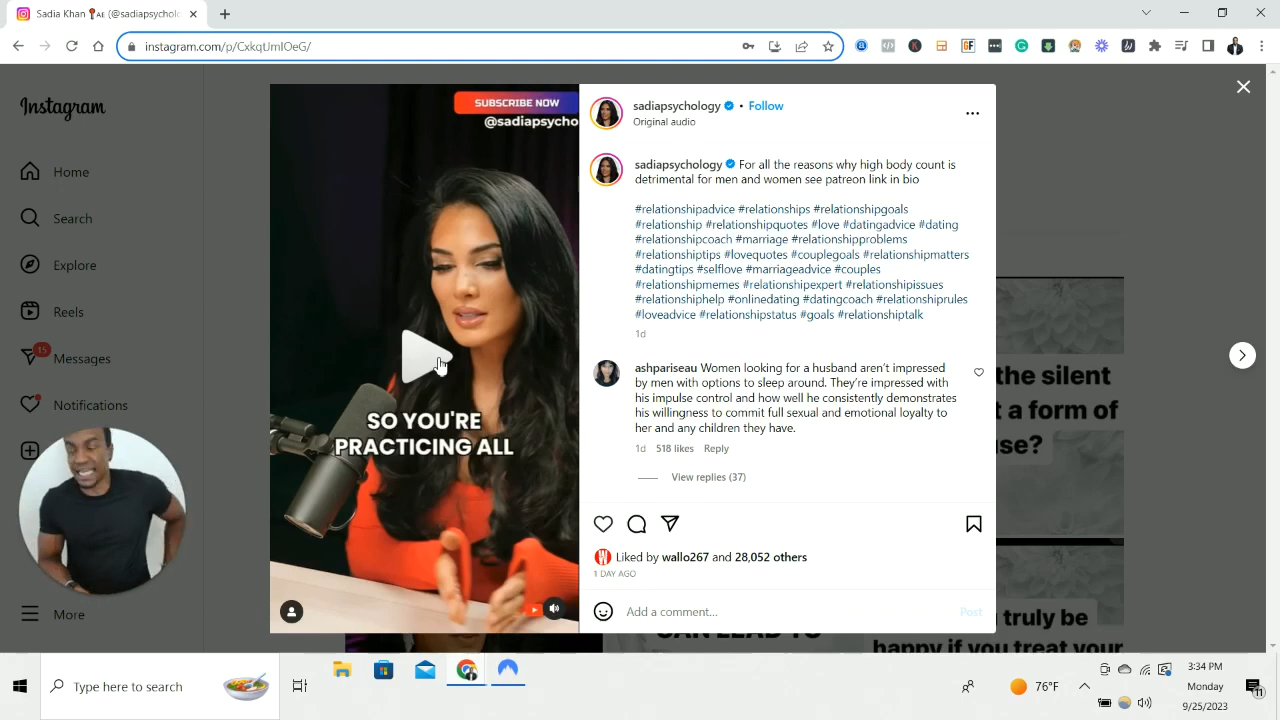 Sadia Khan 📍AE (@sadiapsycholo
instagram.com/p/CxkqUmIOeG/
Instagram
Home
Search
Explore
Reels
15
Messages
Notifications
More
SUBSCRIBE NOW
@sadiapsycho
SO YOU'RE
PRACTICING ALL
sadiapsychology • Follow
Original audio
sadiapsychology For all the reasons why high body count is
detrimental for men and women see patreon link in bio
#relationshipadvice #relationships #relationshipgoals
#relationship #relationshipquotes #love #datingadvice #dating
#relationshipcoach #marriage #relationshipproblems
#relationshiptips #lovequotes #couplegoals #relationshipmatters
#datingtips #selflove #marriageadvice #couples
#relationshipmemes #relationshipexpert #relationshipissues
#relationshiphelp #onlinedating #datingcoach #relationshiprules
#loveadvice #relationshipstatus #goals #relationshiptalk
1d
ashpariseau Women looking for a husband aren't impressed
by men with options to sleep around. They're impressed with
his impulse control and how well he consistently demonstrates
his willingness to commit full sexual and emotional loyalty to
her and any children they have.
1d 518 likes Reply
View replies (37)
Liked by wallo267 and 28,052 others
1 DAY AGO
Add a comment...
Post
the silent
t a form of
se?
truly be
happy if you treat your
CAN LEAD TO
Type here to search
76°F
3:34 PM
Monday
9/25/2023
11